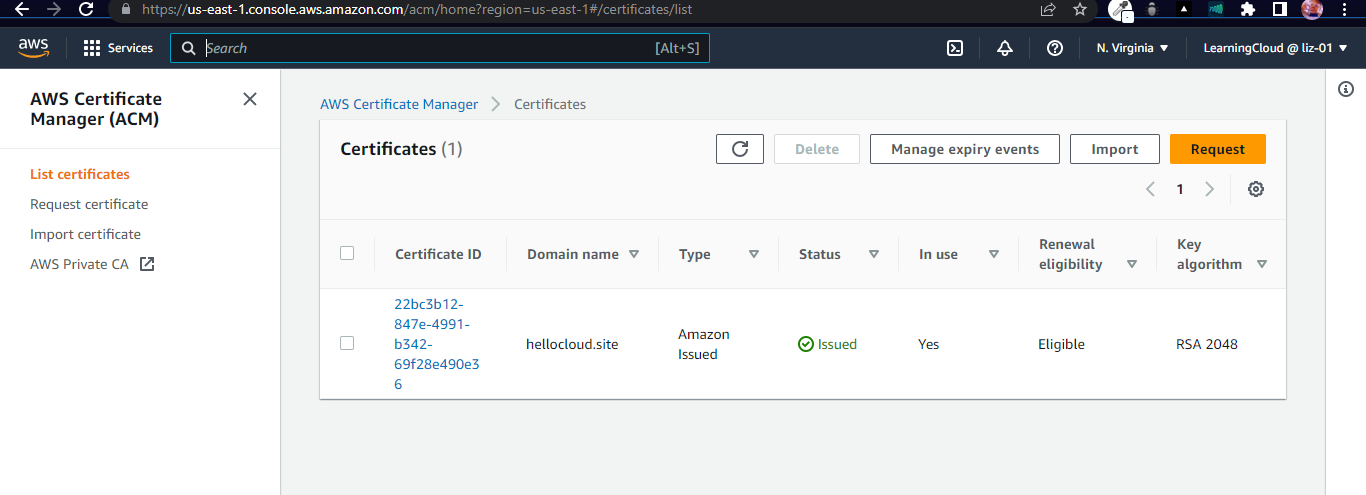 https://us-east-1.console.aws.amazon.com/acm/home?region=us-east-1#/certificates/list
aws
Services
Search
[Alt+S]
N. Virginia
LearningCloud @ liz-01
AWS Certificate
Manager (ACM)
List certificates
Request certificate
Import certificate
AWS Private CA
AWS Certificate Manager
Certificates
Certificates (1)
Delete
Manage expiry events
Import
Request
1
Certificate ID
Domain name
Type
Status
In use
Renewal
eligibility
Key
algorithm
22bc3b12-
847e-4991-
b342-
69f28e490e3
6
hellocloud.site
Amazon
Issued
Issued
Yes
Eligible
RSA 2048